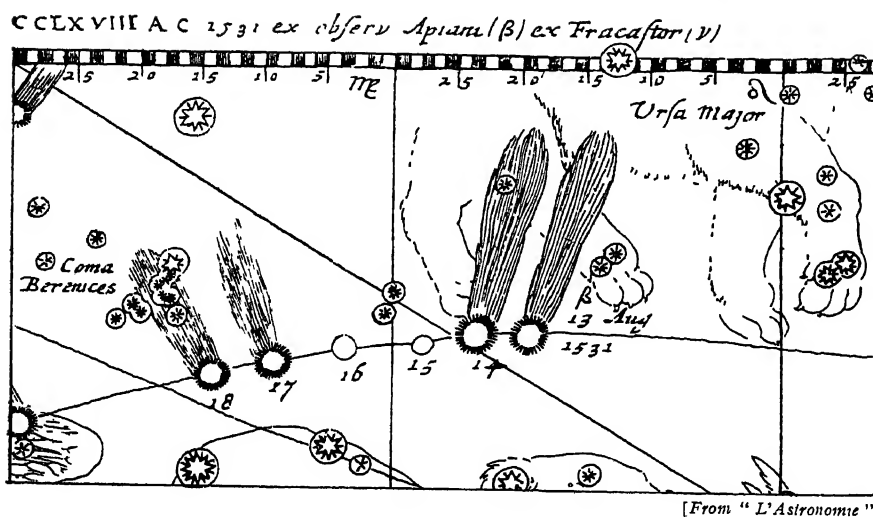 CCLXVIII A C 1531 ex observ Apiani (β) ex Fracastor (ν)
25 20 15 10 5 25 20 10 5 25
Ursa Major
Coma
Berenices
β
13 Aug
1531
14
15
16
17
18
[From "L'Astronomie"